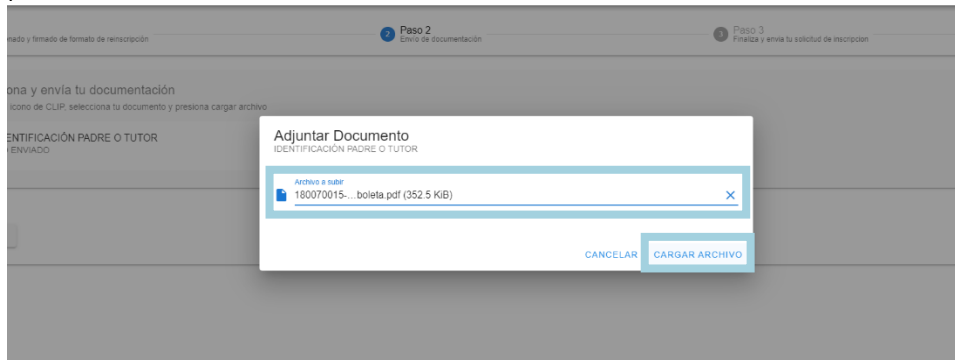 Paso 2
Envío de documentación
Paso 3
Finaliza y envia tu solicitud de inscripcion
onado y firmado de formato de reinscripción
ona y envía tu documentación
icono de CLIP, selecciona tu documento y presiona cargar archivo
ENTIFICACIÓN PADRE O TUTOR
ENVIADO
Adjuntar Documento
IDENTIFICACIÓN PADRE O TUTOR
Archivo a subir
180070015-...boleta.pdf (352.5 KiB)
CANCELAR CARGAR ARCHIVO